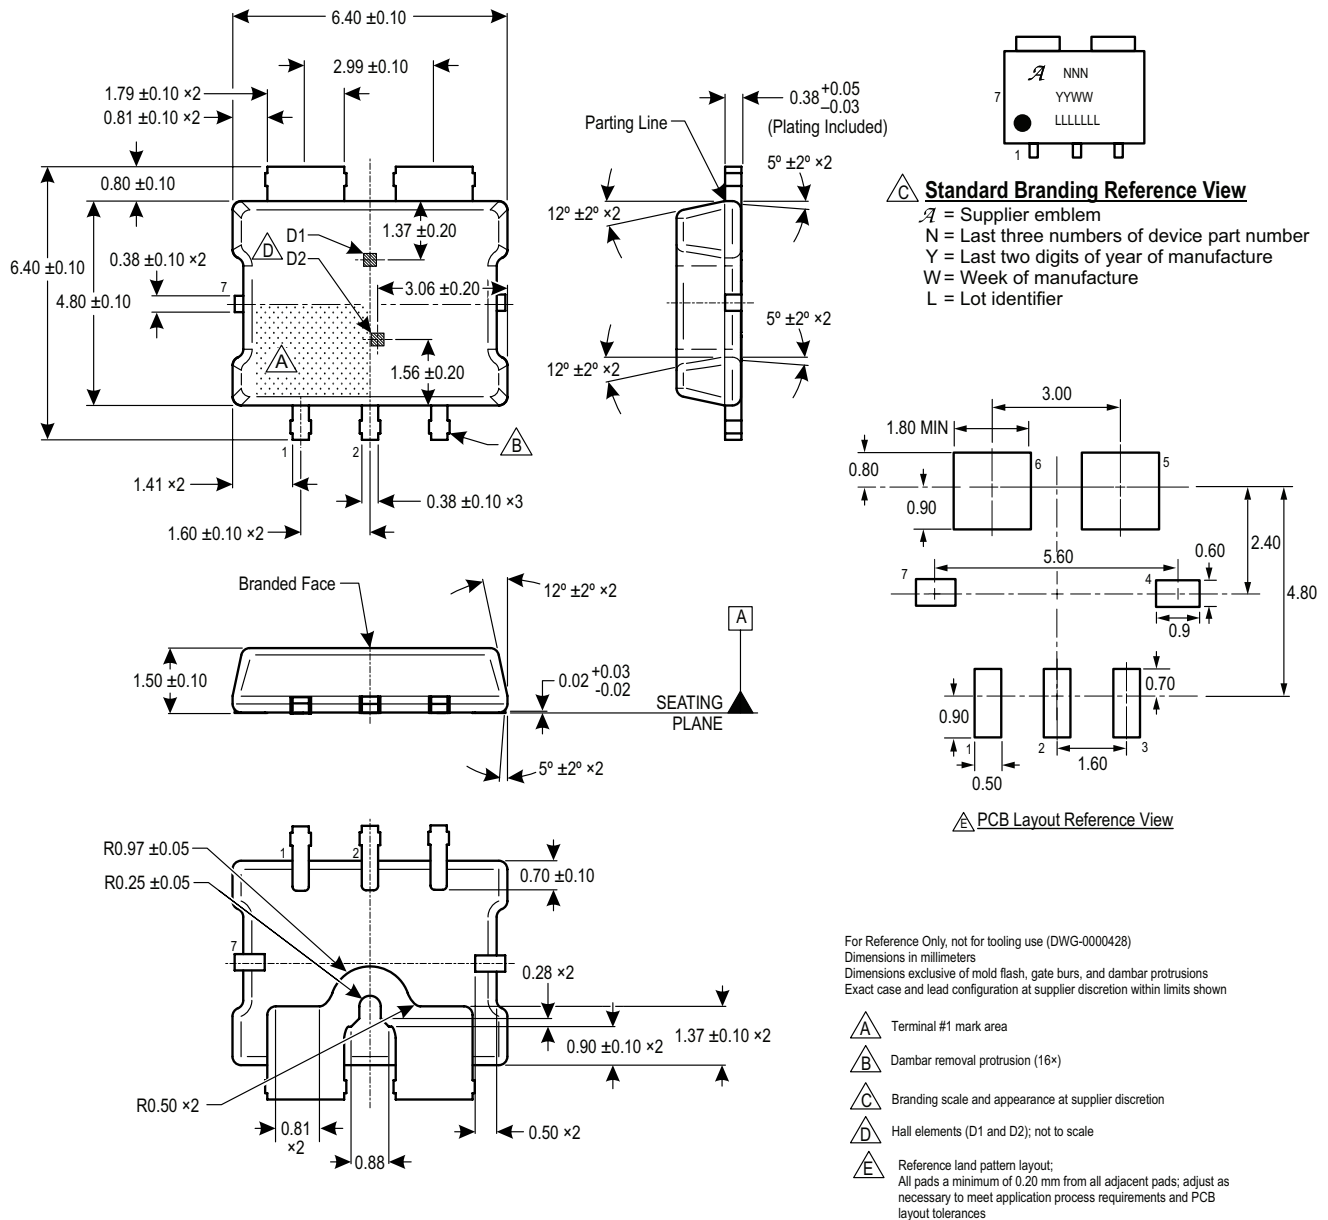 6.40 ±0.10
2.99 ±0.10
1.79 ±0.10 ×2
0.81 ±0.10 ×2
0.80 ±0.10
6.40 ±0.10
4.80 ±0.10
0.38 ±0.10 ×2
7
D
D1
D2
1.37 ±0.20
3.06 ±0.20
1.56 ±0.20
A
B
1
2
1.41 ×2
0.38 ±0.10 ×3
1.60 ±0.10 ×2
Parting Line
0.38 +0.05
–0.03
(Plating Included)
5º ±2º ×2
12º ±2º ×2
5º ±2º ×2
12º ±2º ×2
NNN
7
YYWW
LLLLLLL
1
C Standard Branding Reference View
𝒜 = Supplier emblem
N = Last three numbers of device part number
Y = Last two digits of year of manufacture
W = Week of manufacture
L = Lot identifier
3.00
1.80 MIN
0.80
6
5
0.90
2.40
5.60
0.60
7
4
4.80
0.9
0.70
0.90
1
2
3
1.60
0.50
E PCB Layout Reference View
Branded Face
12º ±2º ×2
A
1.50 ±0.10
0.02 +0.03
-0.02
SEATING
PLANE
5º ±2º ×2
R0.97 ±0.05
R0.25 ±0.05
1
2
0.70 ±0.10
7
0.28 ×2
1.37 ±0.10 ×2
0.90 ±0.10 ×2
R0.50 ×2
0.81
×2
0.50 ×2
0.88
For Reference Only, not for tooling use (DWG-0000428)
Dimensions in millimeters
Dimensions exclusive of mold flash, gate burs, and dambar protrusions
Exact case and lead configuration at supplier discretion within limits shown
A Terminal #1 mark area
B Dambar removal protrusion (16×)
C Branding scale and appearance at supplier discretion
D Hall elements (D1 and D2); not to scale
E Reference land pattern layout;
All pads a minimum of 0.20 mm from all adjacent pads; adjust as
necessary to meet application process requirements and PCB
layout tolerances